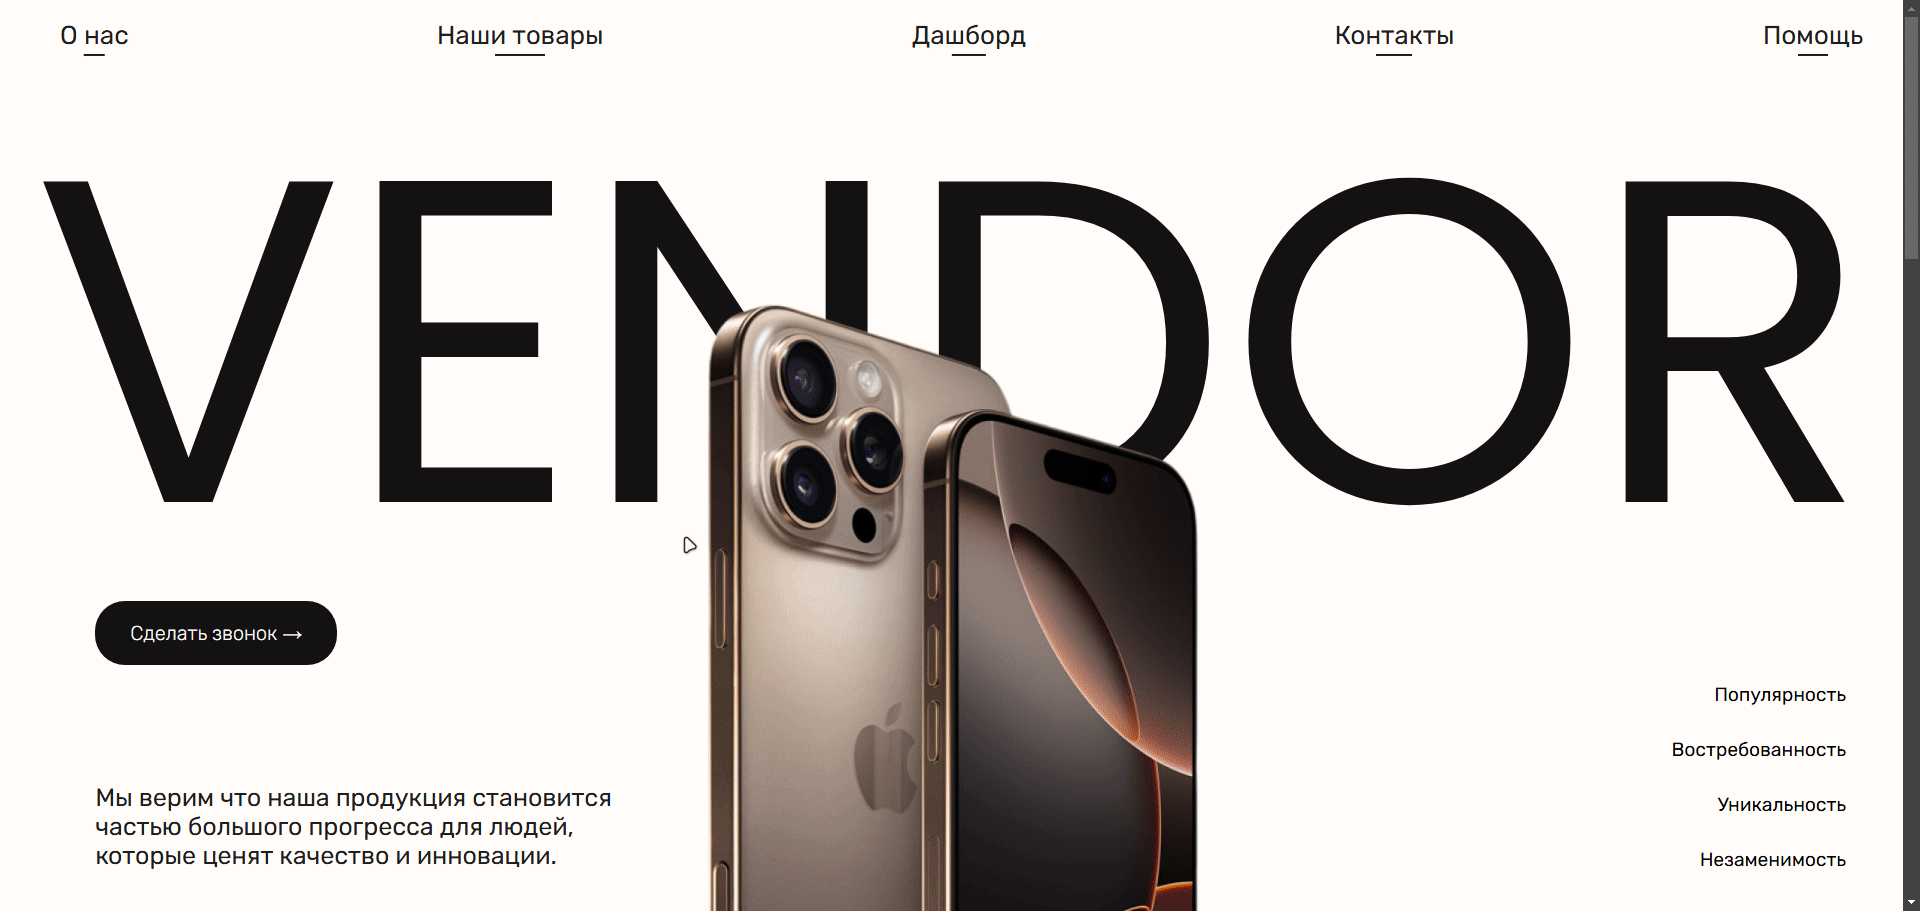 О нас
Наши товары
Дашборд
Контакты
Помощь
VENDOR
Сделать звонок →
Популярность
Востребованность
Мы верим что наша продукция становится
частью большого прогресса для людей,
которые ценят качество и инновации.
Уникальность
Незаменимость